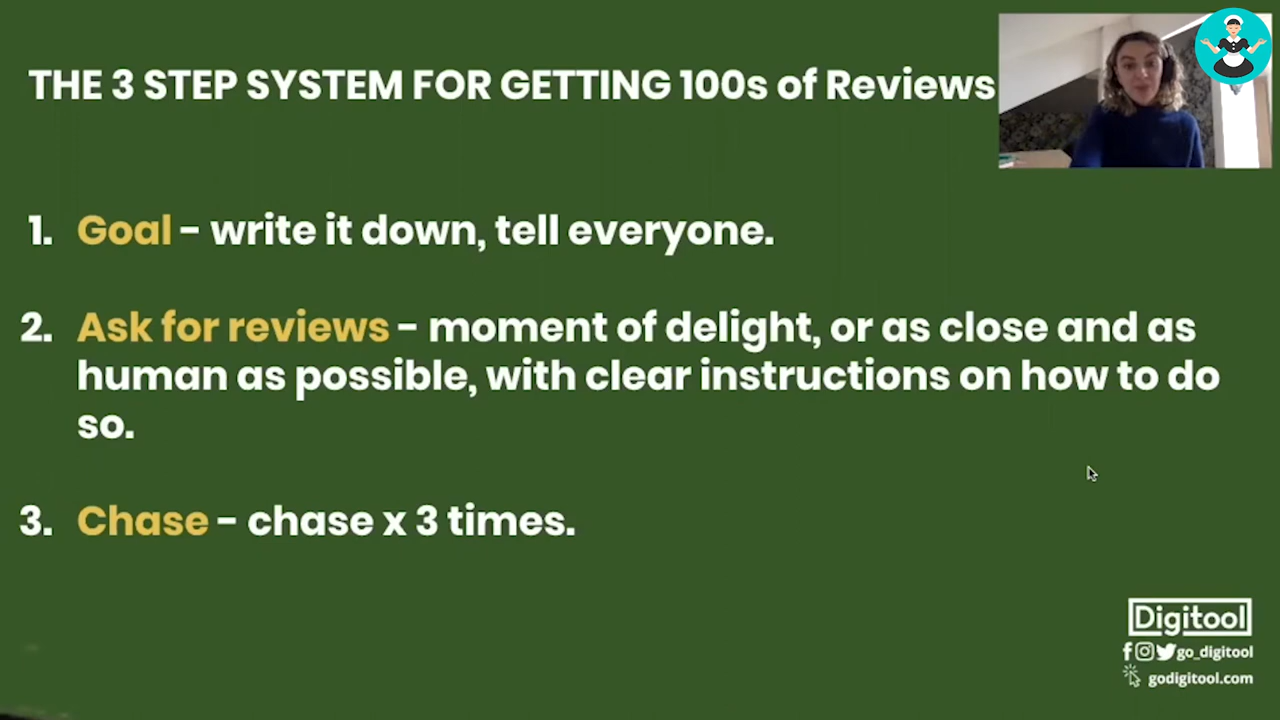 THE 3 STEP SYSTEM FOR GETTING 100s of Reviews
1. Goal - write it down, tell everyone.
2. Ask for reviews - moment of delight, or as close and as
human as possible, with clear instructions on how to do
so.
3. Chase - chase x 3 times.
Digitool
go_digitool
godigitool.com